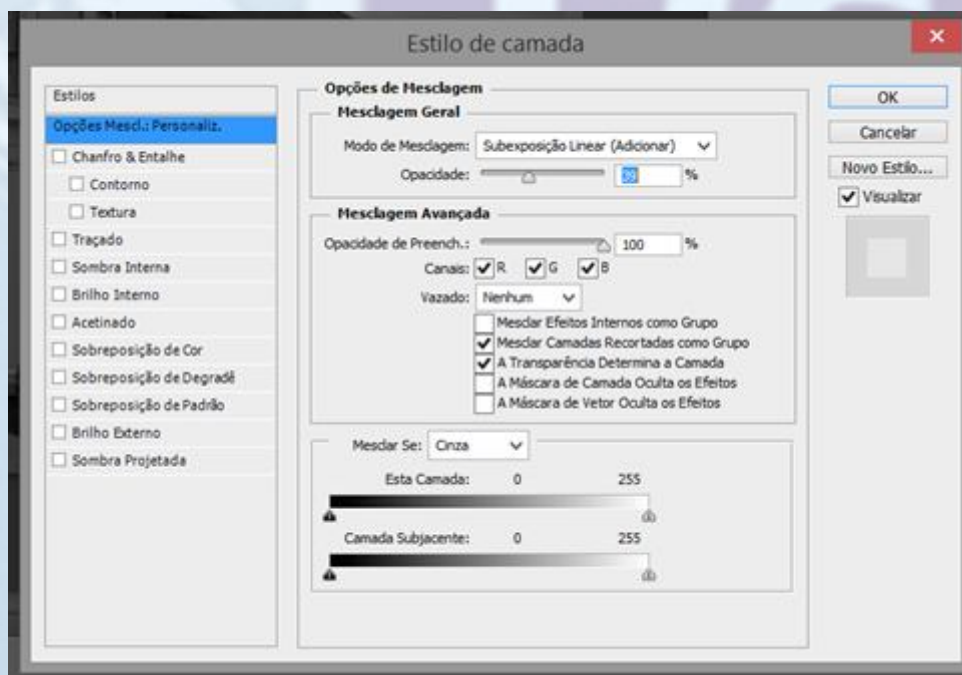 Estilo de camada
Estilos
Opções Mescl.: Personaliz.
Chanfro & Entalhe
Contorno
Textura
Traçado
Sombra Interna
Brilho Interno
Acetinado
Sobreposição de Cor
Sobreposição de Degradê
Sobreposição de Padrão
Brilho Externo
Sombra Projetada
Opções de Mesclagem
Mesclagem Geral
Modo de Mesclagem: Subexposição Linear (Adicionar)
Opacidade: 39 %
Mesclagem Avançada
Opacidade de Preench.: 100 %
Canais: R G B
Vazado: Nenhum
Mesclar Efeitos Internos como Grupo
Mesclar Camadas Recortadas como Grupo
A Transparência Determina a Camada
A Máscara de Camada Oculta os Efeitos
A Máscara de Vetor Oculta os Efeitos
Mesclar Se: Cinza
Esta Camada: 0 255
Camada Subjacente: 0 255
OK
Cancelar
Novo Estilo...
Visualizar